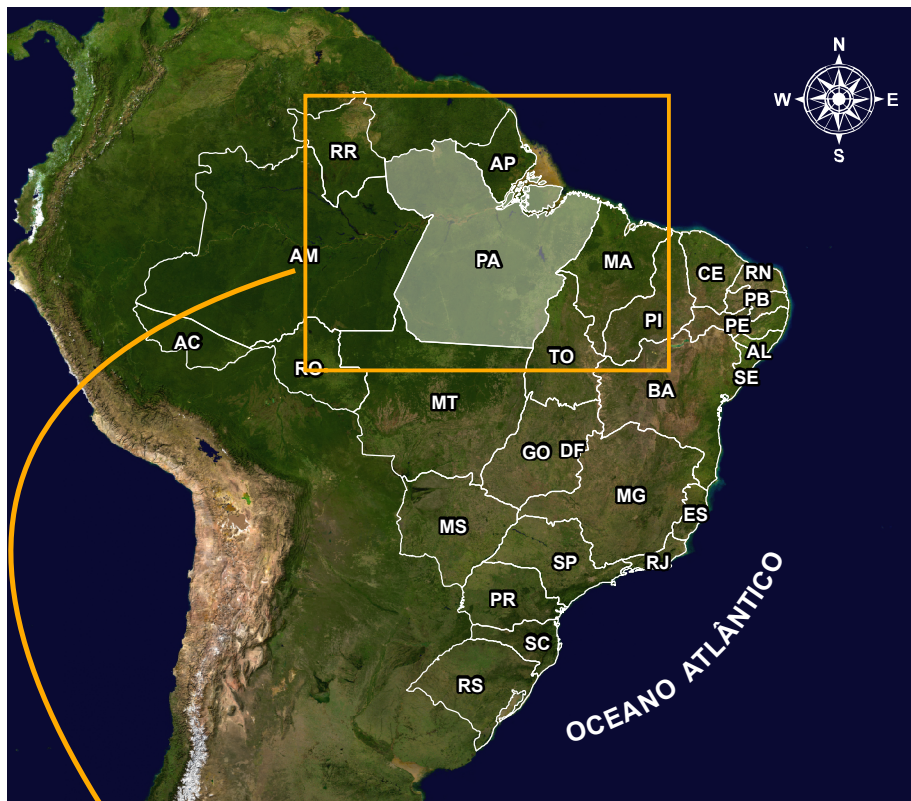 N
W E
S
RR
AP
AM
PA
MA
CE
RN
PB
PI
PE
AC
AL
TO
RO
SE
BA
MT
GO
DF
MG
ES
MS
SP
RJ
PR
SC
RS
OCEANO ATLÂNTICO